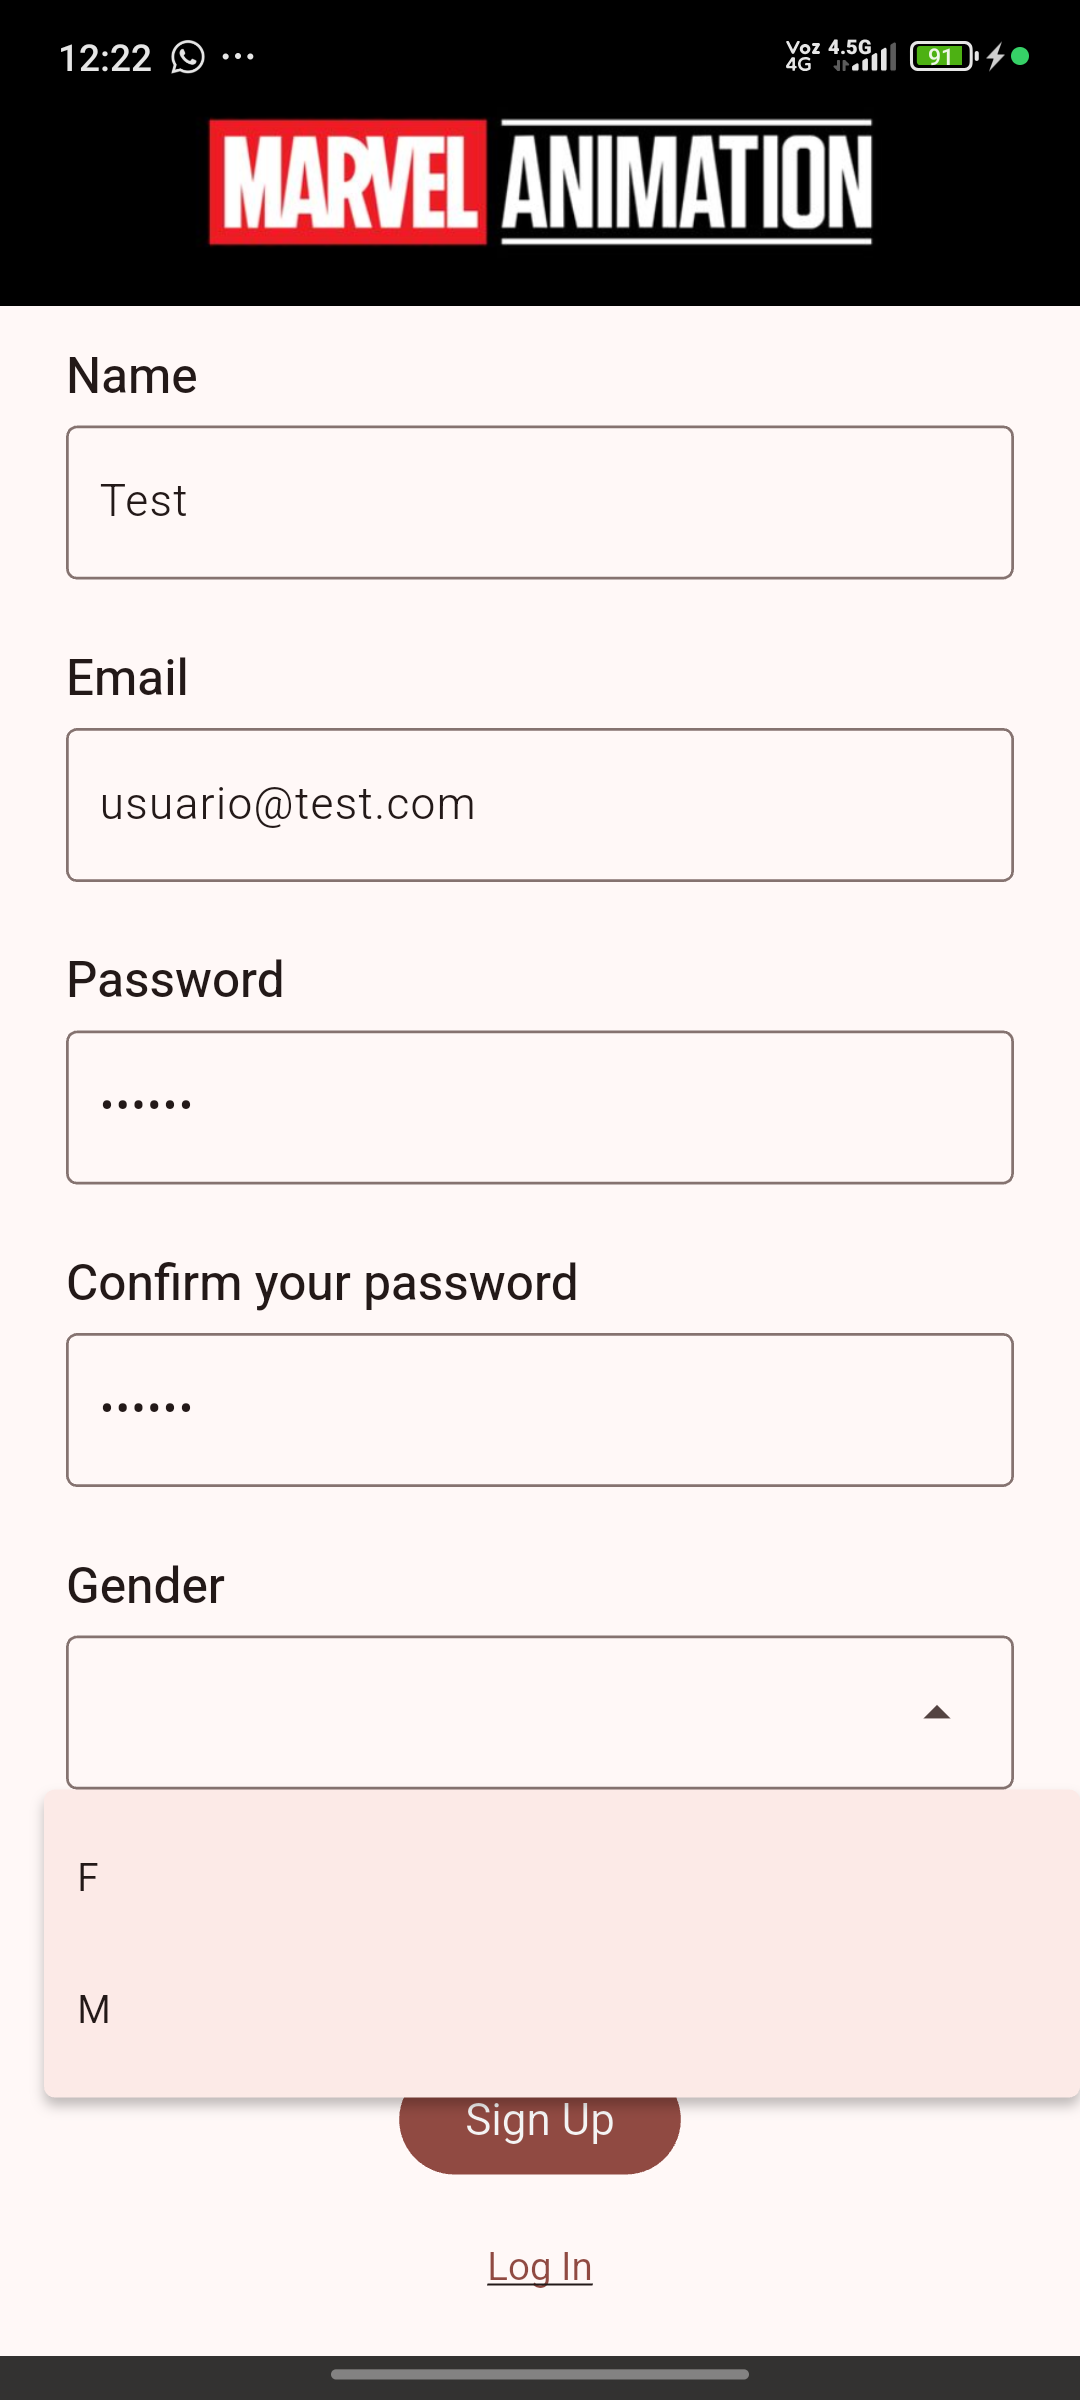 12:22 ... Voz 4G 4.5G 91
MARVEL ANIMATION
Name
Test
Email
usuario@test.com
Password
••••••
Confirm your password
••••••
Gender
F
M
Sign Up
Log In